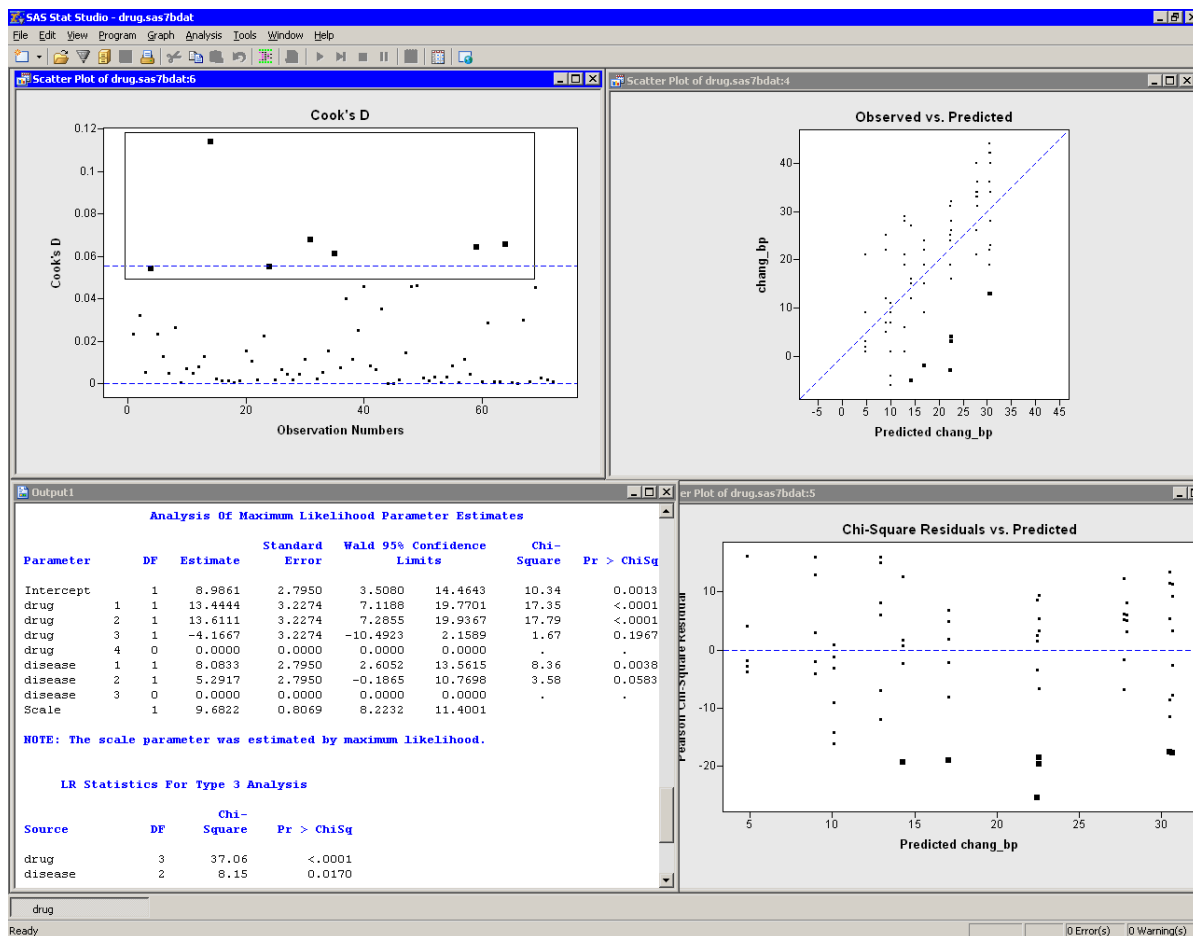 SAS Stat Studio - drug.sas7bdat
File Edit View Program Graph Analysis Tools Window Help
Scatter Plot of drug.sas7bdat:6
Cook's D
0.12
0.1
0.08
0.06
0.04
0.02
0
Cook's D
0 20 40 60
Observation Numbers
Scatter Plot of drug.sas7bdat:4
Observed vs. Predicted
40
30
20
10
0
chang_bp
-5 0 5 10 15 20 25 30 35 40 45
Predicted chang_bp
Output1
Analysis Of Maximum Likelihood Parameter Estimates
Standard Wald 95% Confidence Chi-
Parameter DF Estimate Error Limits Square Pr > ChiSq
Intercept 1 8.9861 2.7950 3.5080 14.4643 10.34 0.0013
drug 1 1 13.4444 3.2274 7.1188 19.7701 17.35 <.0001
drug 2 1 13.6111 3.2274 7.2855 19.9367 17.79 <.0001
drug 3 1 -4.1667 3.2274 -10.4923 2.1589 1.67 0.1967
drug 4 0 0.0000 0.0000 0.0000 0.0000 . .
disease 1 1 8.0833 2.7950 2.6052 13.5615 8.36 0.0038
disease 2 1 5.2917 2.7950 -0.1865 10.7698 3.58 0.0583
disease 3 0 0.0000 0.0000 0.0000 0.0000 . .
Scale 1 9.6822 0.8069 8.2232 11.4001
NOTE: The scale parameter was estimated by maximum likelihood.
LR Statistics For Type 3 Analysis
Chi-
Source DF Square Pr > ChiSq
drug 3 37.06 <.0001
disease 2 8.15 0.0170
er Plot of drug.sas7bdat:5
Chi-Square Residuals vs. Predicted
10
0
-10
-20
Pearson Chi-Square Residual
5 10 15 20 25 30
Predicted chang_bp
drug
Ready
0 Error(s) 0 Warning(s)